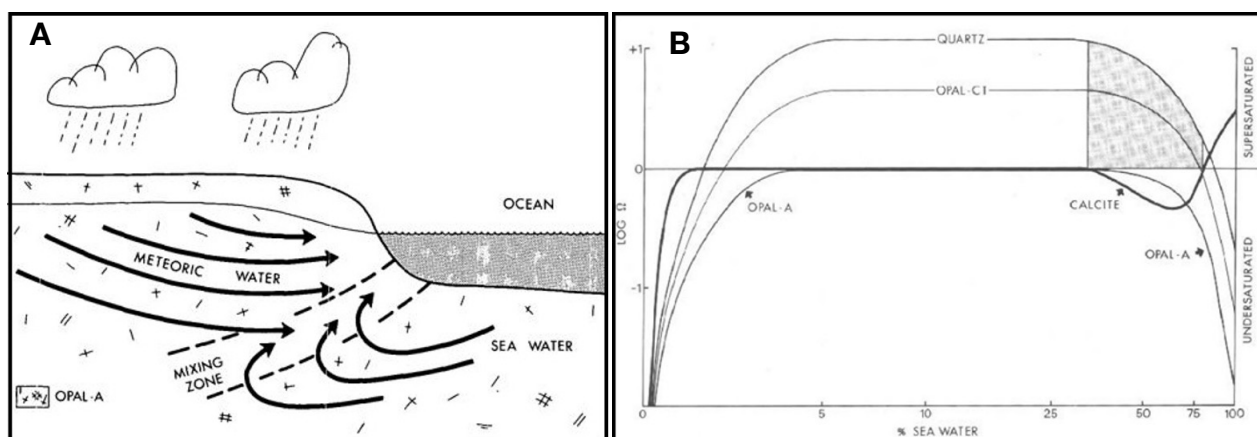 A
OCEAN
METEORIC WATER
SEA WATER
MIXING
ZONE
OPAL-A
B
QUARTZ
OPAL-CT
OPAL-A
CALCITE
OPAL-A
+1
0
-1
LOG Ω
SUPERSATURATED
UNDERSATURATED
0 5 10 25 50 75 100
% SEA WATER